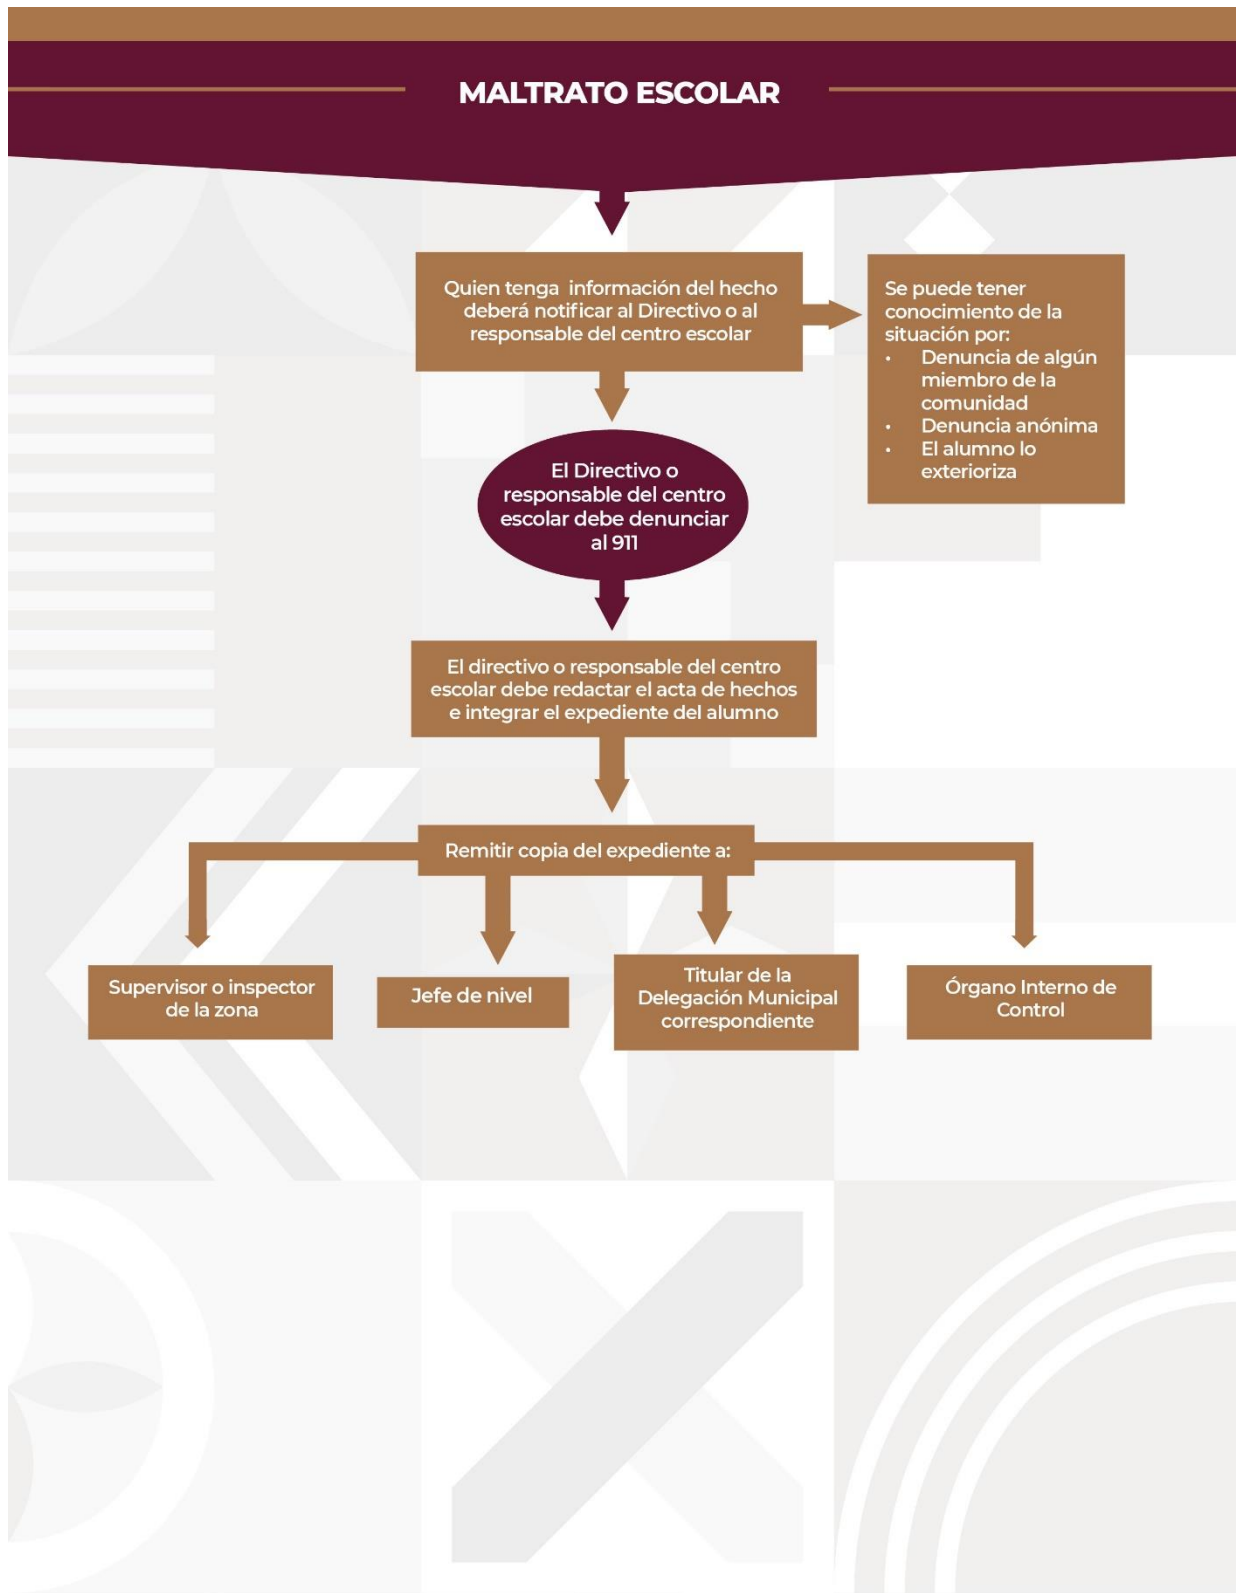 MALTRATO ESCOLAR
Quien tenga información del hecho
deberá notificar al Directivo o al
responsable del centro escolar
Se puede tener
conocimiento de la
situación por:
• Denuncia de algún
miembro de la
comunidad
• Denuncia anónima
• El alumno lo
exterioriza
El Directivo o
responsable del centro
escolar debe denunciar
al 911
El directivo o responsable del centro
escolar debe redactar el acta de hechos
e integrar el expediente del alumno
Remitir copia del expediente a:
Supervisor o inspector
de la zona
Jefe de nivel
Titular de la
Delegación Municipal
correspondiente
Órgano Interno de
Control